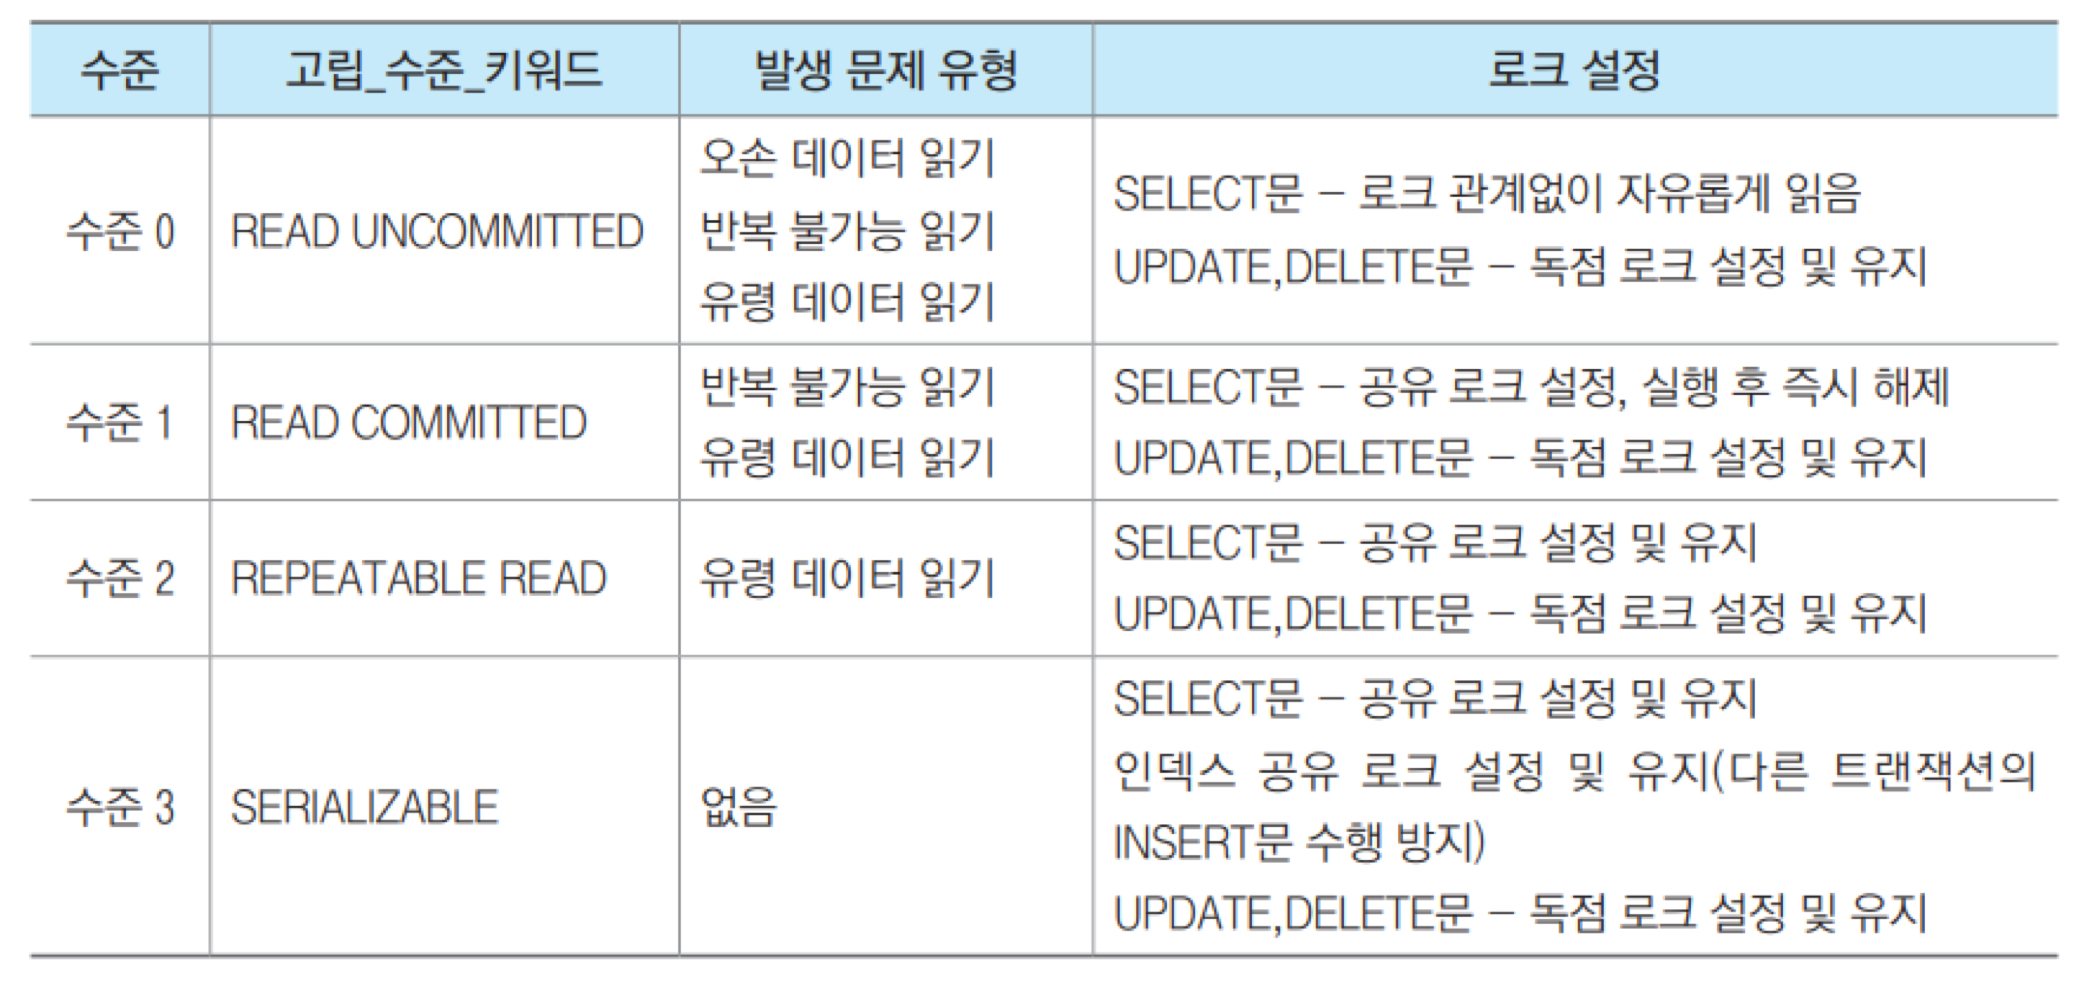 수준 고립_수준_키워드 발생 문제 유형 로크 설정
수준 0 READ UNCOMMITTED
오손 데이터 읽기
반복 불가능 읽기
유령 데이터 읽기
SELECT문 – 로크 관계없이 자유롭게 읽음
UPDATE,DELETE문 – 독점 로크 설정 및 유지
수준 1 READ COMMITTED
반복 불가능 읽기
유령 데이터 읽기
SELECT문 – 공유 로크 설정, 실행 후 즉시 해제
UPDATE,DELETE문 – 독점 로크 설정 및 유지
수준 2 REPEATABLE READ
유령 데이터 읽기
SELECT문 – 공유 로크 설정 및 유지
UPDATE,DELETE문 – 독점 로크 설정 및 유지
수준 3 SERIALIZABLE
없음
SELECT문 – 공유 로크 설정 및 유지
인덱스 공유 로크 설정 및 유지(다른 트랜잭션의
INSERT문 수행 방지)
UPDATE,DELETE문 – 독점 로크 설정 및 유지